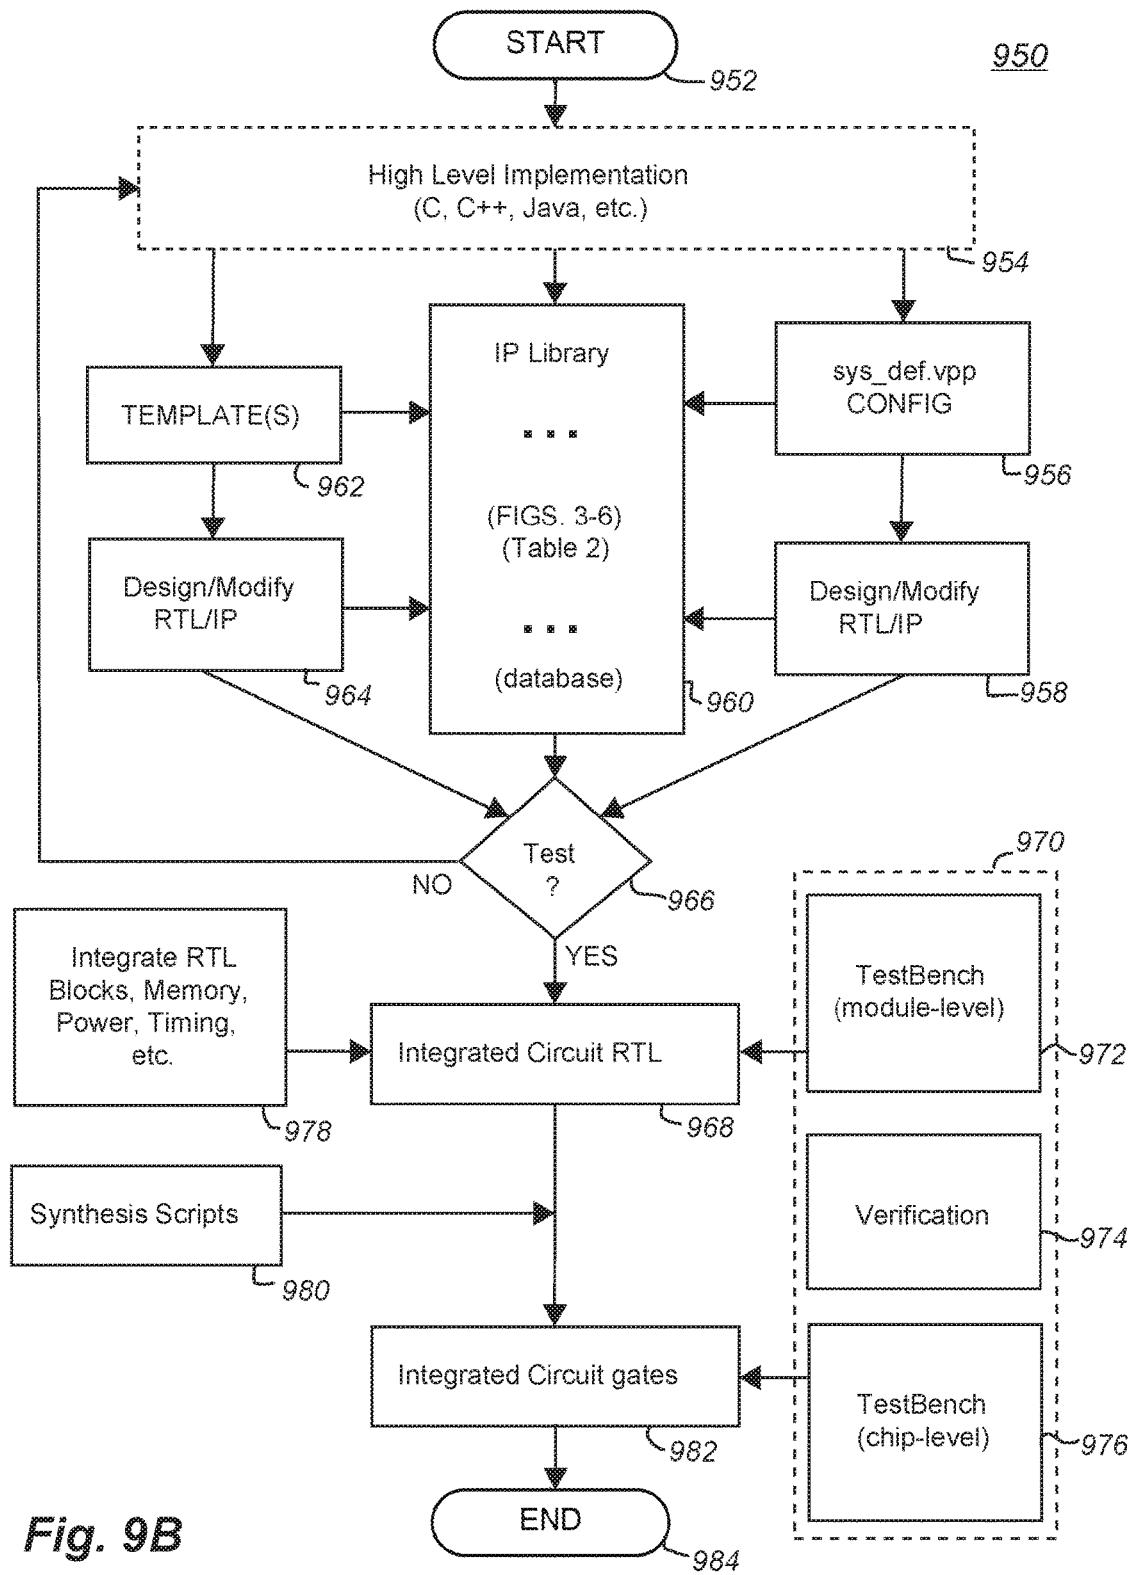 START
952
950
High Level Implementation
(C, C++, Java, etc.)
954
IP Library
...
(FIGS. 3-6)
(Table 2)
...
(database)
960
sys_def.vpp
CONFIG
956
TEMPLATE(S)
962
Design/Modify
RTL/IP
964
Design/Modify
RTL/IP
958
Test
?
966
NO
YES
970
Integrate RTL
Blocks, Memory,
Power, Timing,
etc.
978
Integrated Circuit RTL
968
TestBench
(module-level)
972
Synthesis Scripts
980
Verification
974
Integrated Circuit gates
982
TestBench
(chip-level)
976
END
984
Fig. 9B